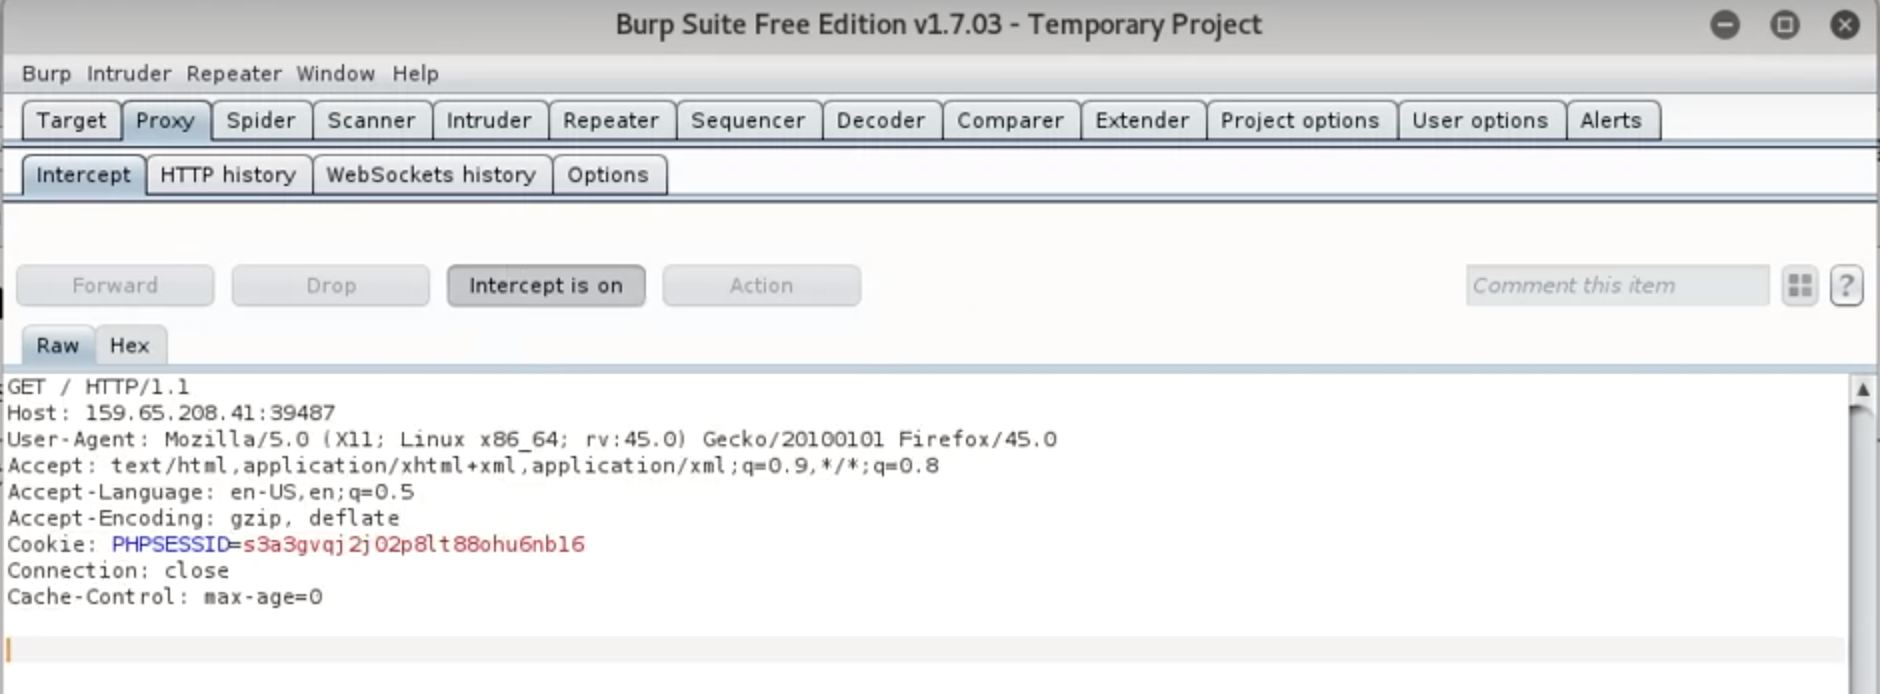 Burp Suite Free Edition v1.7.03 - Temporary Project
Burp Intruder Repeater Window Help
Target Proxy Spider Scanner Intruder Repeater Sequencer Decoder Comparer Extender Project options User options Alerts
Intercept HTTP history WebSockets history Options
Forward Drop Intercept is on Action Comment this item ?
Raw Hex
GET / HTTP/1.1
Host: 159.65.208.41:39487
User-Agent: Mozilla/5.0 (X11; Linux x86_64; rv:45.0) Gecko/20100101 Firefox/45.0
Accept: text/html,application/xhtml+xml,application/xml;q=0.9,*/*;q=0.8
Accept-Language: en-US,en;q=0.5
Accept-Encoding: gzip, deflate
Cookie: PHPSESSID=s3a3gvqj2j02p8lt88ohu6nb16
Connection: close
Cache-Control: max-age=0